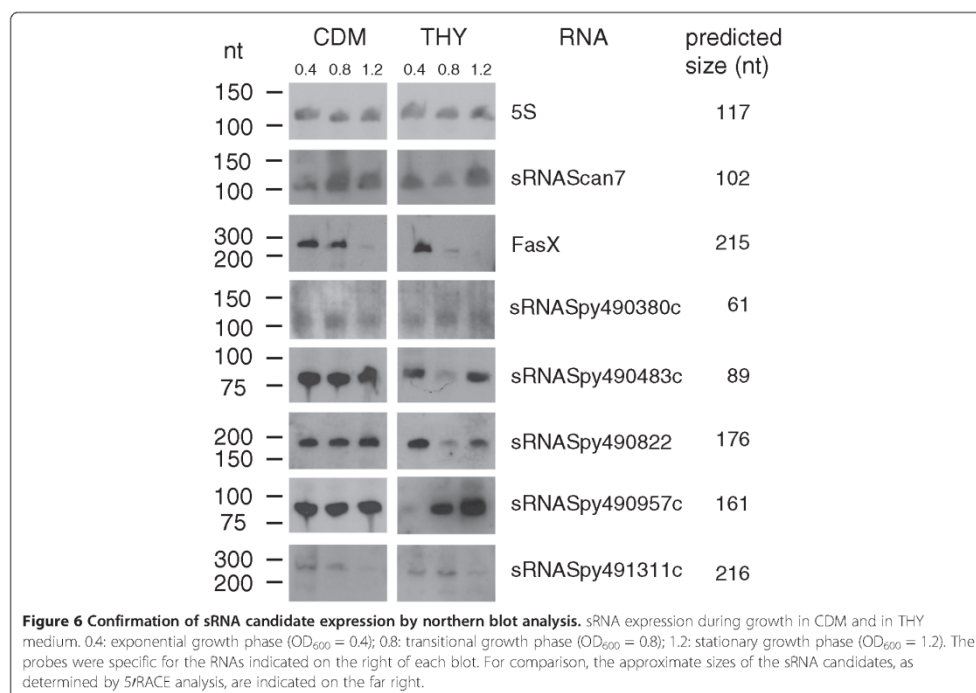 nt CDM THY RNA predicted size (nt)
0.4 0.8 1.2 0.4 0.8 1.2
150
100
5S 117
150
100
sRNAScan7 102
300
200
FasX 215
150
100
sRNASpy490380c 61
100
75
sRNASpy490483c 89
200
150
sRNASpy490822 176
100
75
sRNASpy490957c 161
300
200
sRNASpy491311c 216
Figure 6 Confirmation of sRNA candidate expression by northern blot analysis. sRNA expression during growth in CDM and in THY
medium. 0.4: exponential growth phase (OD600 = 0.4); 0.8: transitional growth phase (OD600 = 0.8); 1.2: stationary growth phase (OD600 = 1.2). The
probes were specific for the RNAs indicated on the right of each blot. For comparison, the approximate sizes of the sRNA candidates, as
determined by 5′RACE analysis, are indicated on the far right.